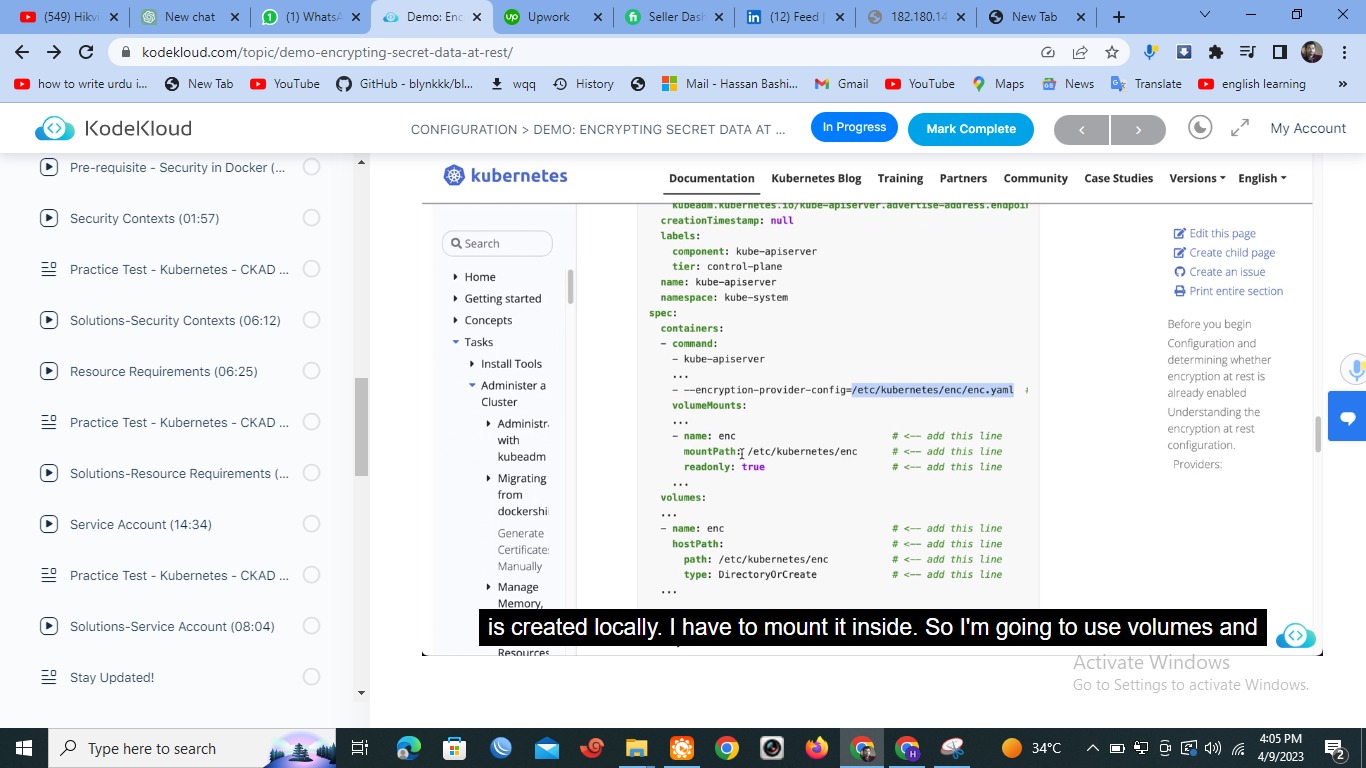 (549) Hikvi
New chat
(1) WhatsA
Demo: Enc
Upwork
Seller Dash
(12) Feed |
182.180.14
New Tab
kodekloud.com/topic/demo-encrypting-secret-data-at-rest/
how to write urdu i...
New Tab
YouTube
GitHub - blynkkk/bl...
wqq
History
Mail - Hassan Bashi...
Gmail
YouTube
Maps
News
Translate
english learning
»
KodeKloud
CONFIGURATION > DEMO: ENCRYPTING SECRET DATA AT ...
In Progress
Mark Complete
My Account
Pre-requisite - Security in Docker (...
Security Contexts (01:57)
Practice Test - Kubernetes - CKAD ...
Solutions-Security Contexts (06:12)
Resource Requirements (06:25)
Practice Test - Kubernetes - CKAD ...
Solutions-Resource Requirements (...
Service Account (14:34)
Practice Test - Kubernetes - CKAD ...
Solutions-Service Account (08:04)
Stay Updated!
kubernetes
Documentation
Kubernetes Blog
Training
Partners
Community
Case Studies
Versions
English
Search
Home
Getting started
Concepts
Tasks
Install Tools
Administer a
Cluster
Administra
with
kubeadm
Migrating
from
dockershi
Generate
Certificates
Manually
Manage
Memory,
Resources
kubeadm.kubernetes.io/kube-apiserver.advertise-address.endpoi
creationTimestamp: null
labels:
component: kube-apiserver
tier: control-plane
name: kube-apiserver
namespace: kube-system
spec:
containers:
- command:
- kube-apiserver
...
- --encryption-provider-config=/etc/kubernetes/enc/enc.yaml #
volumeMounts:
...
- name: enc # <-- add this line
mountPath: /etc/kubernetes/enc # <-- add this line
readonly: true # <-- add this line
...
volumes:
...
- name: enc # <-- add this line
hostPath: # <-- add this line
path: /etc/kubernetes/enc # <-- add this line
type: DirectoryOrCreate # <-- add this line
...
Edit this page
Create child page
Create an issue
Print entire section
Before you begin
Configuration and
determining whether
encryption at rest is
already enabled
Understanding the
encryption at rest
configuration.
Providers:
is created locally. I have to mount it inside. So I'm going to use volumes and
Activate Windows
Go to Settings to activate Windows.
Type here to search
34°C
4:05 PM
4/9/2023
2